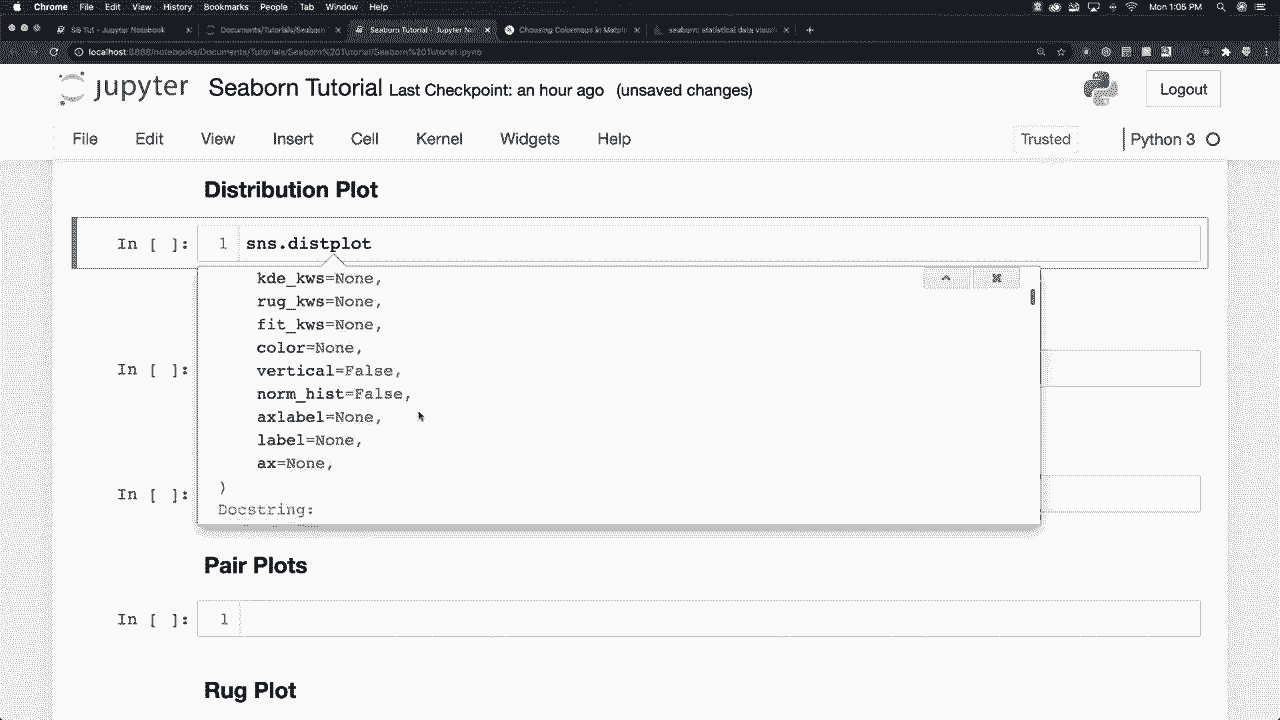 Chrome File Edit View History Bookmarks People Tab Window Help Mon 1:05 PM
SB Tut - Jupyter Notebook Documents/Tutorials/Seaborn Seaborn Tutorial - Jupyter No Choosing Colormaps in Matplo seaborn: statistical data visua
localhost:8888/notebooks/Documents/Tutorials/Seaborn%20Tutorial/Seaborn%20Tutorial.ipynb
jupyter Seaborn Tutorial Last Checkpoint: an hour ago (unsaved changes) Logout
File Edit View Insert Cell Kernel Widgets Help Trusted Python 3
Distribution Plot
In [ ]: 1 sns.distplot
kde_kws=None,
rug_kws=None,
fit_kws=None,
color=None,
vertical=False,
In [ ]:
norm_hist=False,
axlabel=None,
label=None,
ax=None,
)
In [ ]:
Docstring:
Pair Plots
In [ ]: 1
Rug Plot